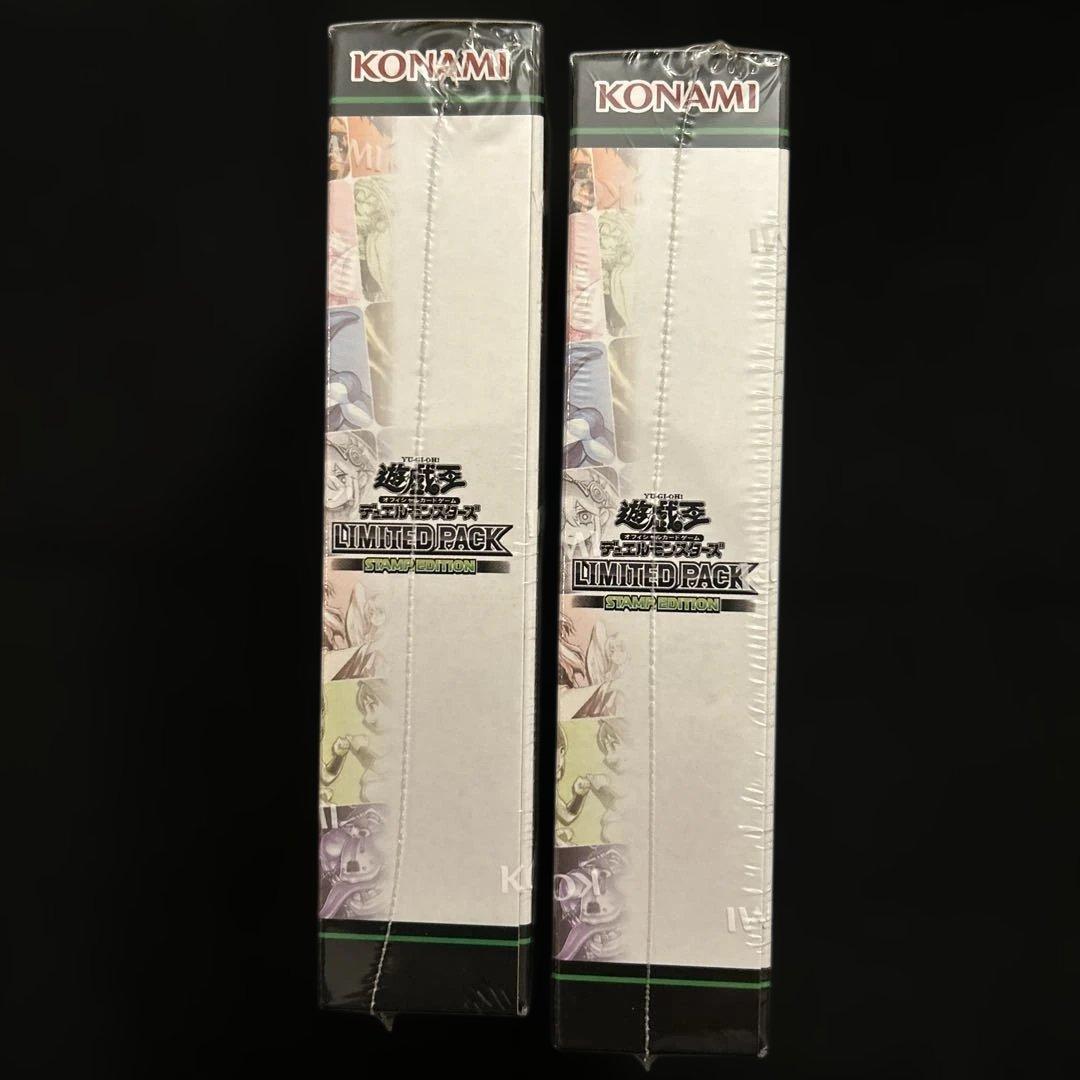 KONAMI
YU-GI-OH!
遊戯王
オフィシャルカードゲーム
デュエルモンスターズ
LIMITED PACK
STAMP EDITION
KONAMI
YU-GI-OH!
遊戯王
オフィシャルカードゲーム
デュエルモンスターズ
LIMITED PACK
STAMP EDITION